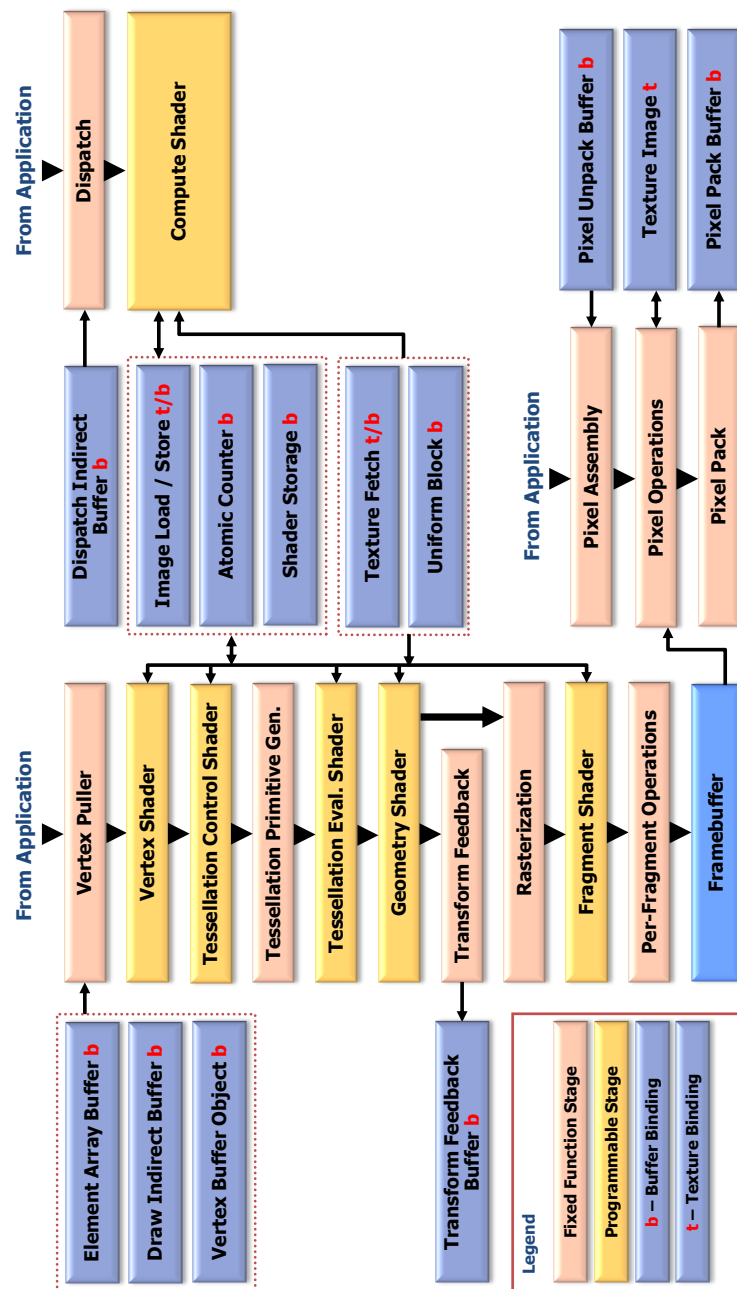 From Application
Vertex Puller
Vertex Shader
Tessellation Control Shader
Tessellation Primitive Gen.
Tessellation Eval. Shader
Geometry Shader
Transform Feedback
Rasterization
Fragment Shader
Per-Fragment Operations
Framebuffer
Element Array Buffer b
Draw Indirect Buffer b
Vertex Buffer Object b
Transform Feedback
Buffer b
Legend
Fixed Function Stage
Programmable Stage
b – Buffer Binding
t – Texture Binding
From Application
Dispatch
Compute Shader
Dispatch Indirect
Buffer b
Image Load / Store t/b
Atomic Counter b
Shader Storage b
Texture Fetch t/b
Uniform Block b
From Application
Pixel Assembly
Pixel Operations
Pixel Pack
Pixel Unpack Buffer b
Texture Image t
Pixel Pack Buffer b